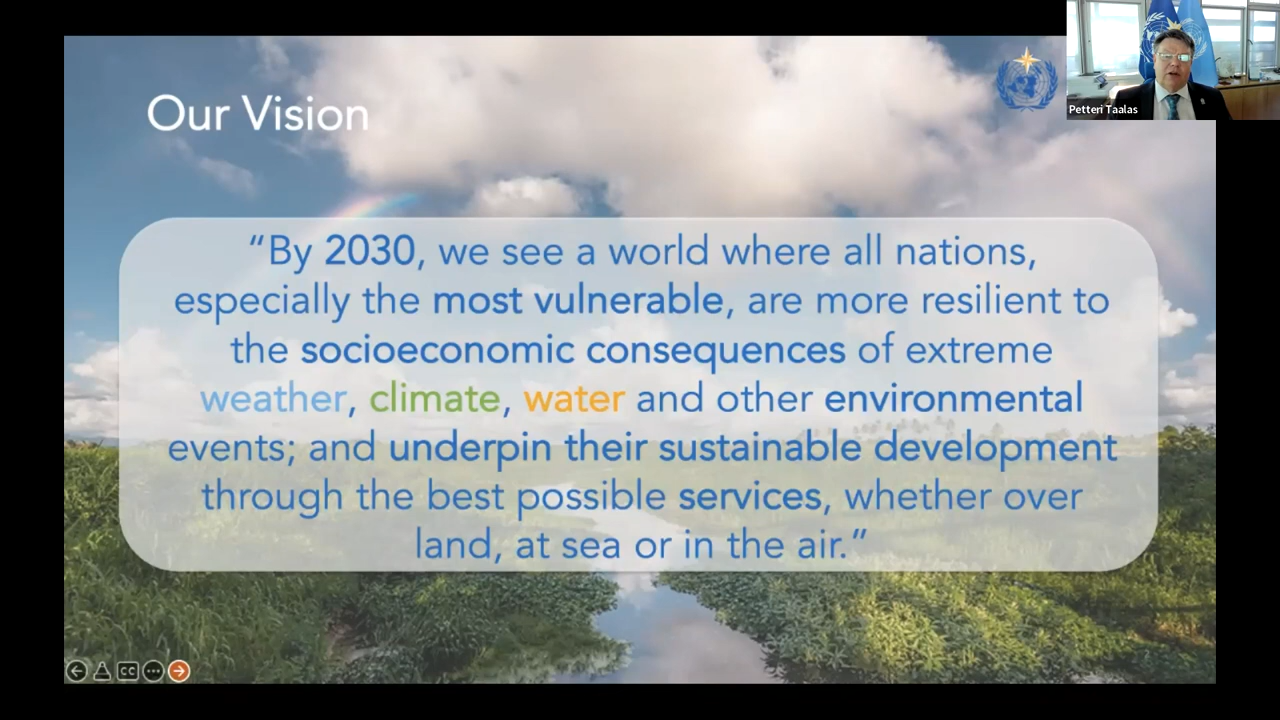 Our Vision
Petteri Taalas
“By 2030, we see a world where all nations,
especially the most vulnerable, are more resilient to
the socioeconomic consequences of extreme
weather, climate, water and other environmental
events; and underpin their sustainable development
through the best possible services, whether over
land, at sea or in the air.”
CC